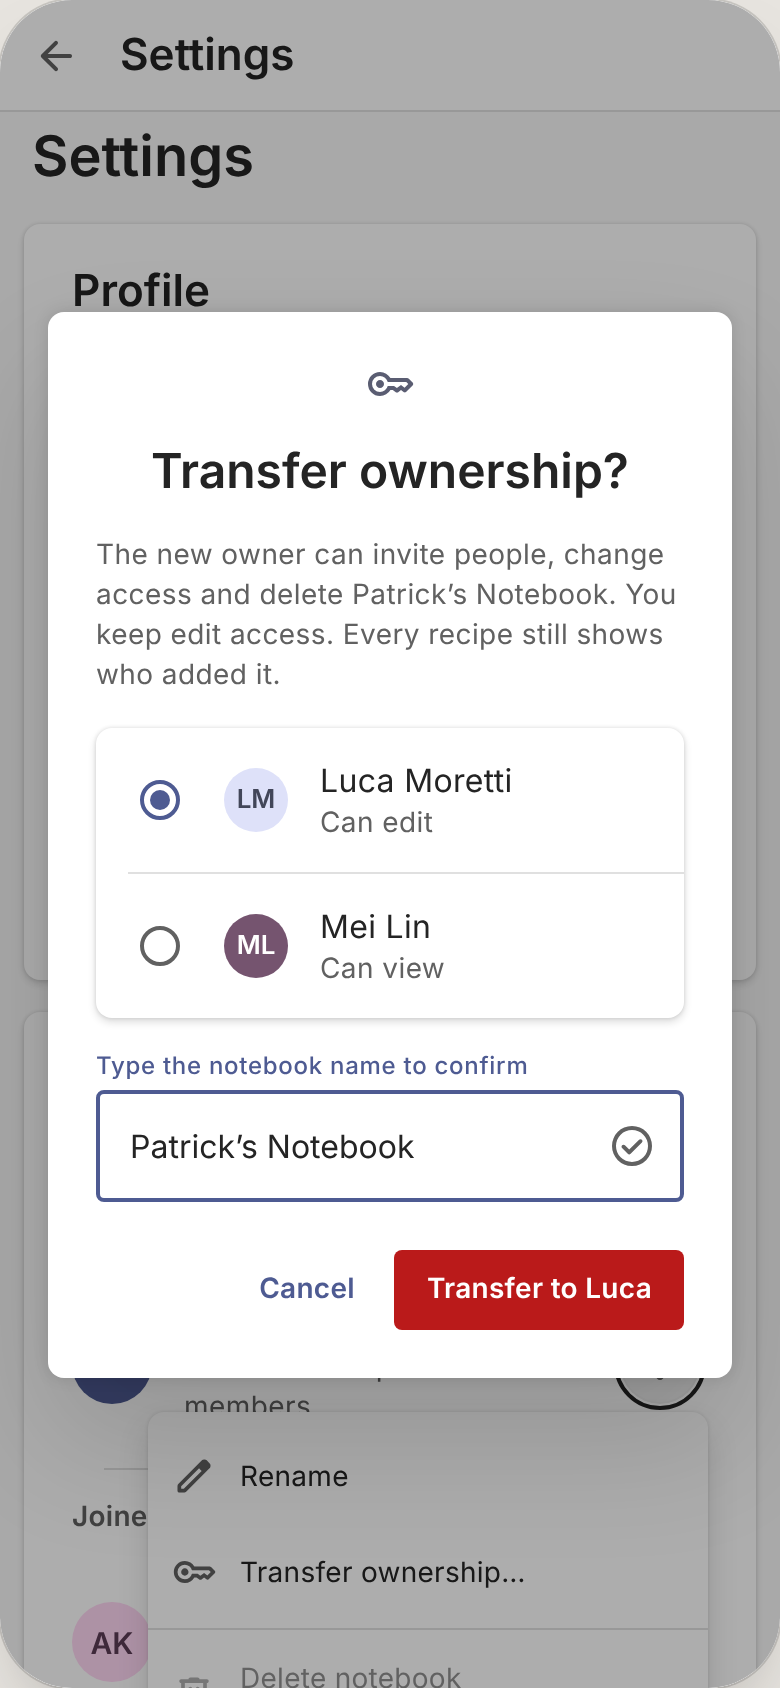 Settings
Settings
Profile
Transfer ownership?
The new owner can invite people, change
access and delete Patrick’s Notebook. You
keep edit access. Every recipe still shows
who added it.
LM
Luca Moretti
Can edit
ML
Mei Lin
Can view
Type the notebook name to confirm
Patrick’s Notebook
Cancel
Transfer to Luca
members
Rename
Transfer ownership...
AK
Delete notebook